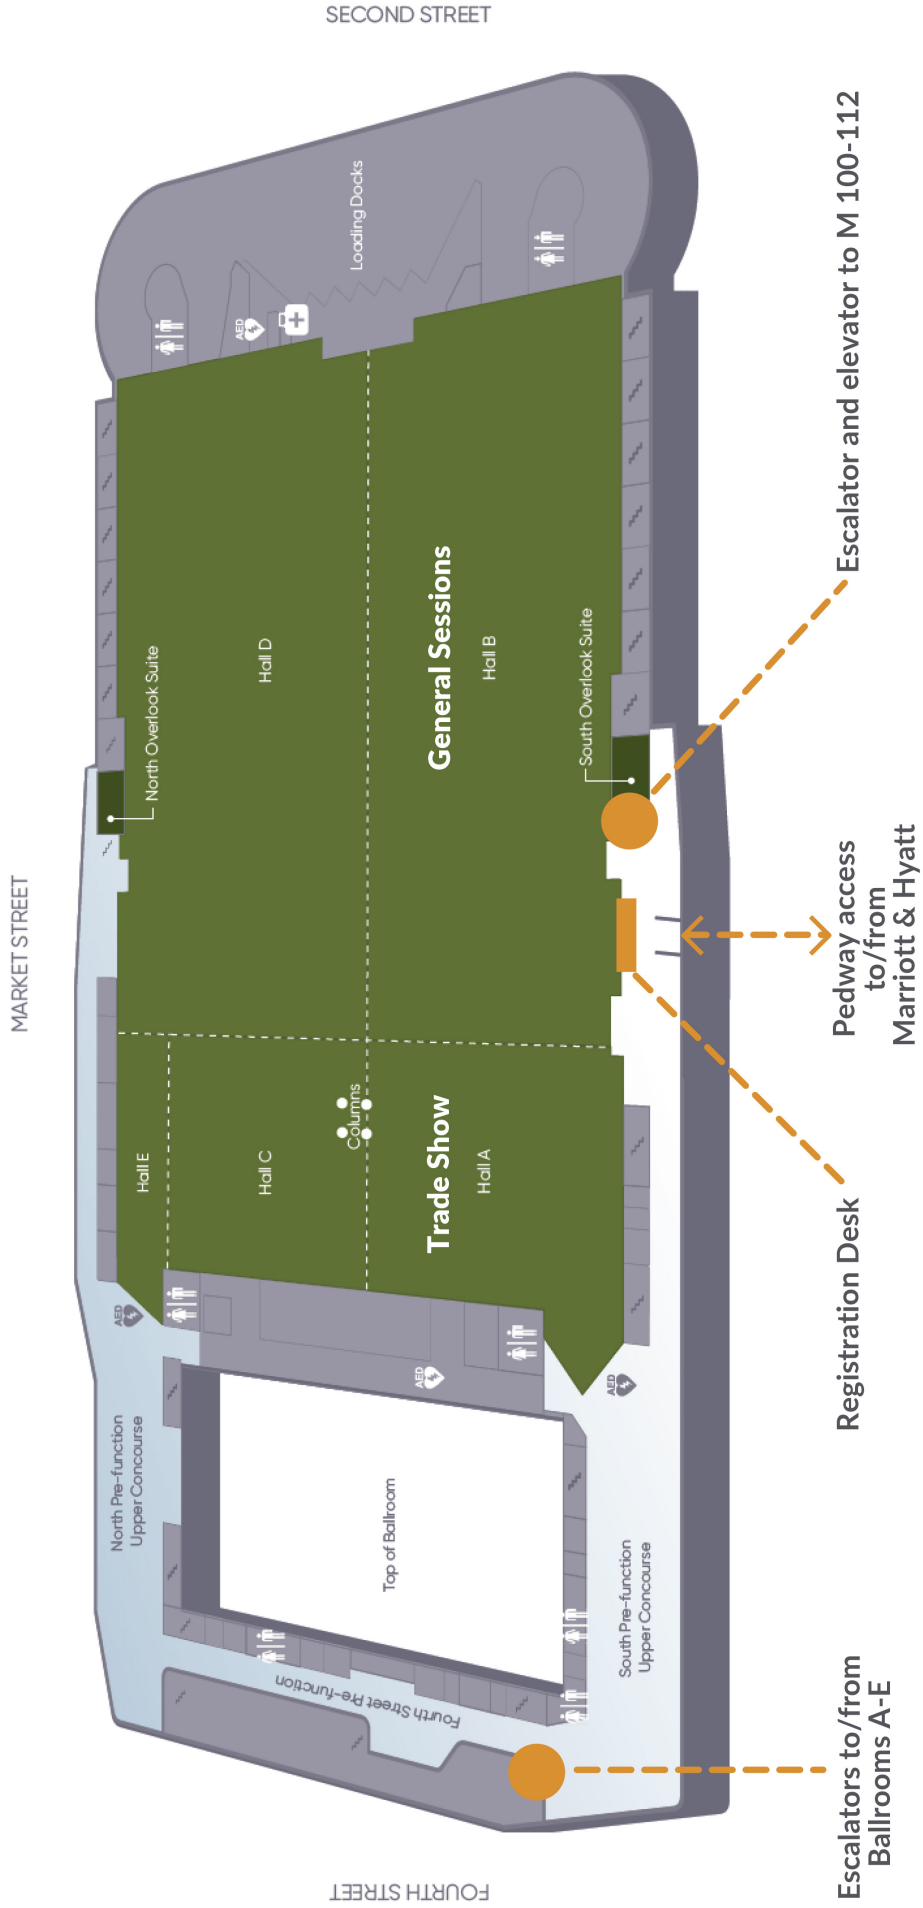 SECOND STREET
MARKET STREET
FOURTH STREET
Loading Docks
AED
North Overlook Suite
Hall D
General Sessions
Hall B
South Overlook Suite
Hall E
Hall C
Columns
Trade Show
Hall A
AED
AED
AED
North Pre-function
Upper Concourse
Top of Ballroom
South Pre-function
Upper Concourse
Fourth Street Pre-function
Escalator and elevator to M 100-112
Pedway access
to/from
Marriott & Hyatt
Registration Desk
Escalators to/from
Ballrooms A-E